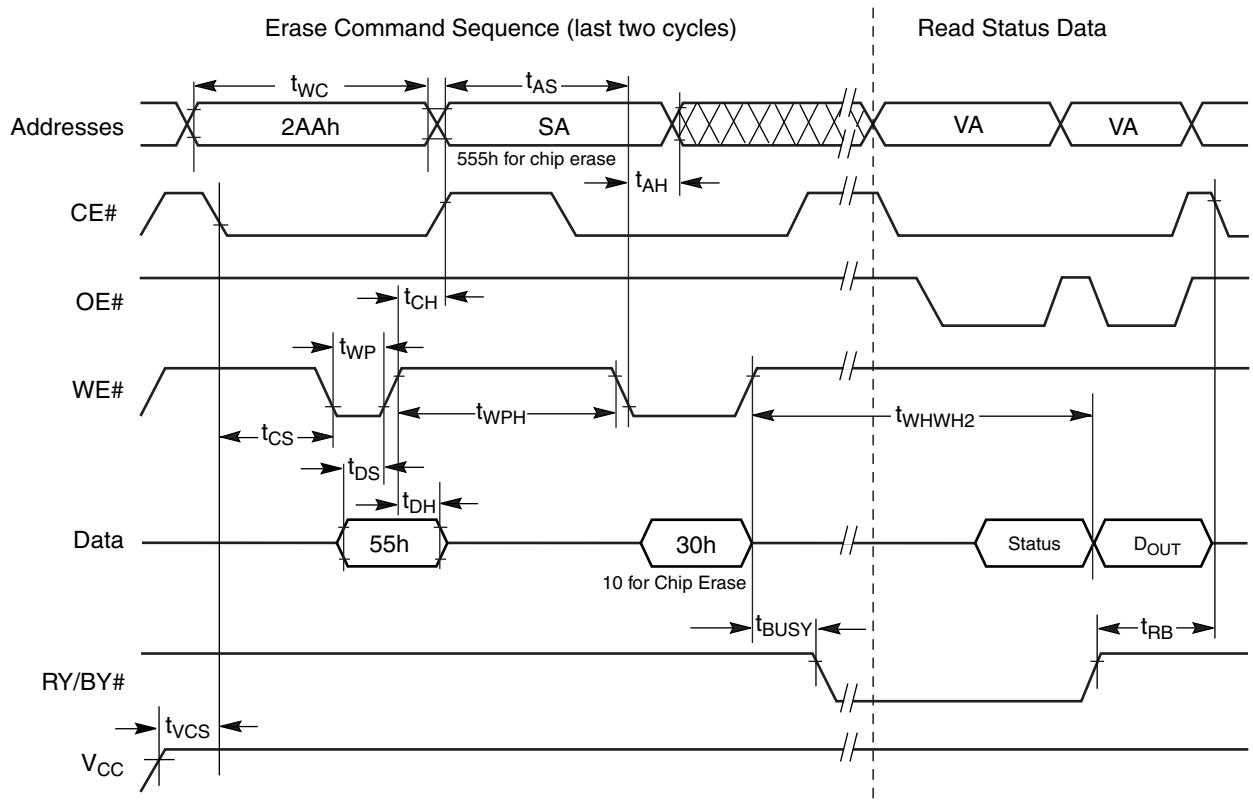 Erase Command Sequence (last two cycles) Read Status Data
tWC tAS
Addresses 2AAh SA VA VA
555h for chip erase
tAH
CE#
OE# tCH
tWP
WE#
tWPH tWHWH2
tCS
tDS
tDH
Data 55h 30h Status DOUT
10 for Chip Erase
tBUSY tRB
RY/BY#
tVCS
VCC